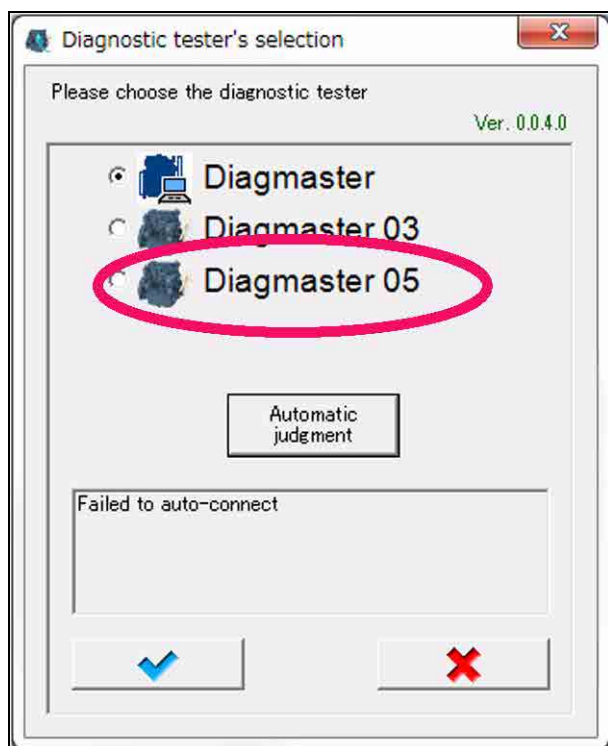 Diagnostic tester's selection
Please choose the diagnostic tester
Ver. 0.0.4.0
Diagmaster
Diagmaster 03
Diagmaster 05
Automatic
judgment
Failed to auto-connect